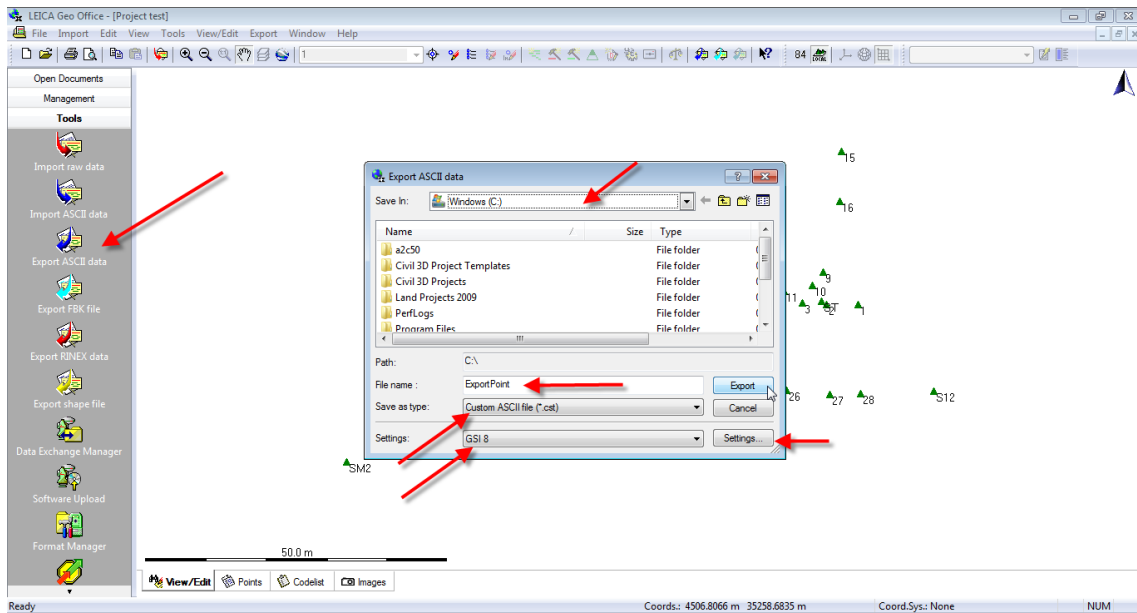 LEICA Geo Office - [Project test]
File Import Edit View Tools View/Edit Export Window Help
1
84
LOCAL
Open Documents
Management
Tools
Import raw data
Import ASCII data
Export ASCII data
Export FBK file
Export RINEX data
Export shape file
Data Exchange Manager
Software Upload
Format Manager
Export ASCII data
Save In: Windows (C:)
Name / Size Type
a2c50 File folder
Civil 3D Project Templates File folder
Civil 3D Projects File folder
Land Projects 2009 File folder
PerfLogs File folder
Program Files File folder
Path: C:\
File name : ExportPoint Export
Save as type: Custom ASCII file (*.cst) Cancel
Settings: GSI 8 Settings...
15
16
9
10
11
3
1
26
27
28
S12
SM2
50.0 m
View/Edit Points Codelist Images
Ready Coords.: 4506.8066 m 35258.6835 m Coord.Sys.: None NUM